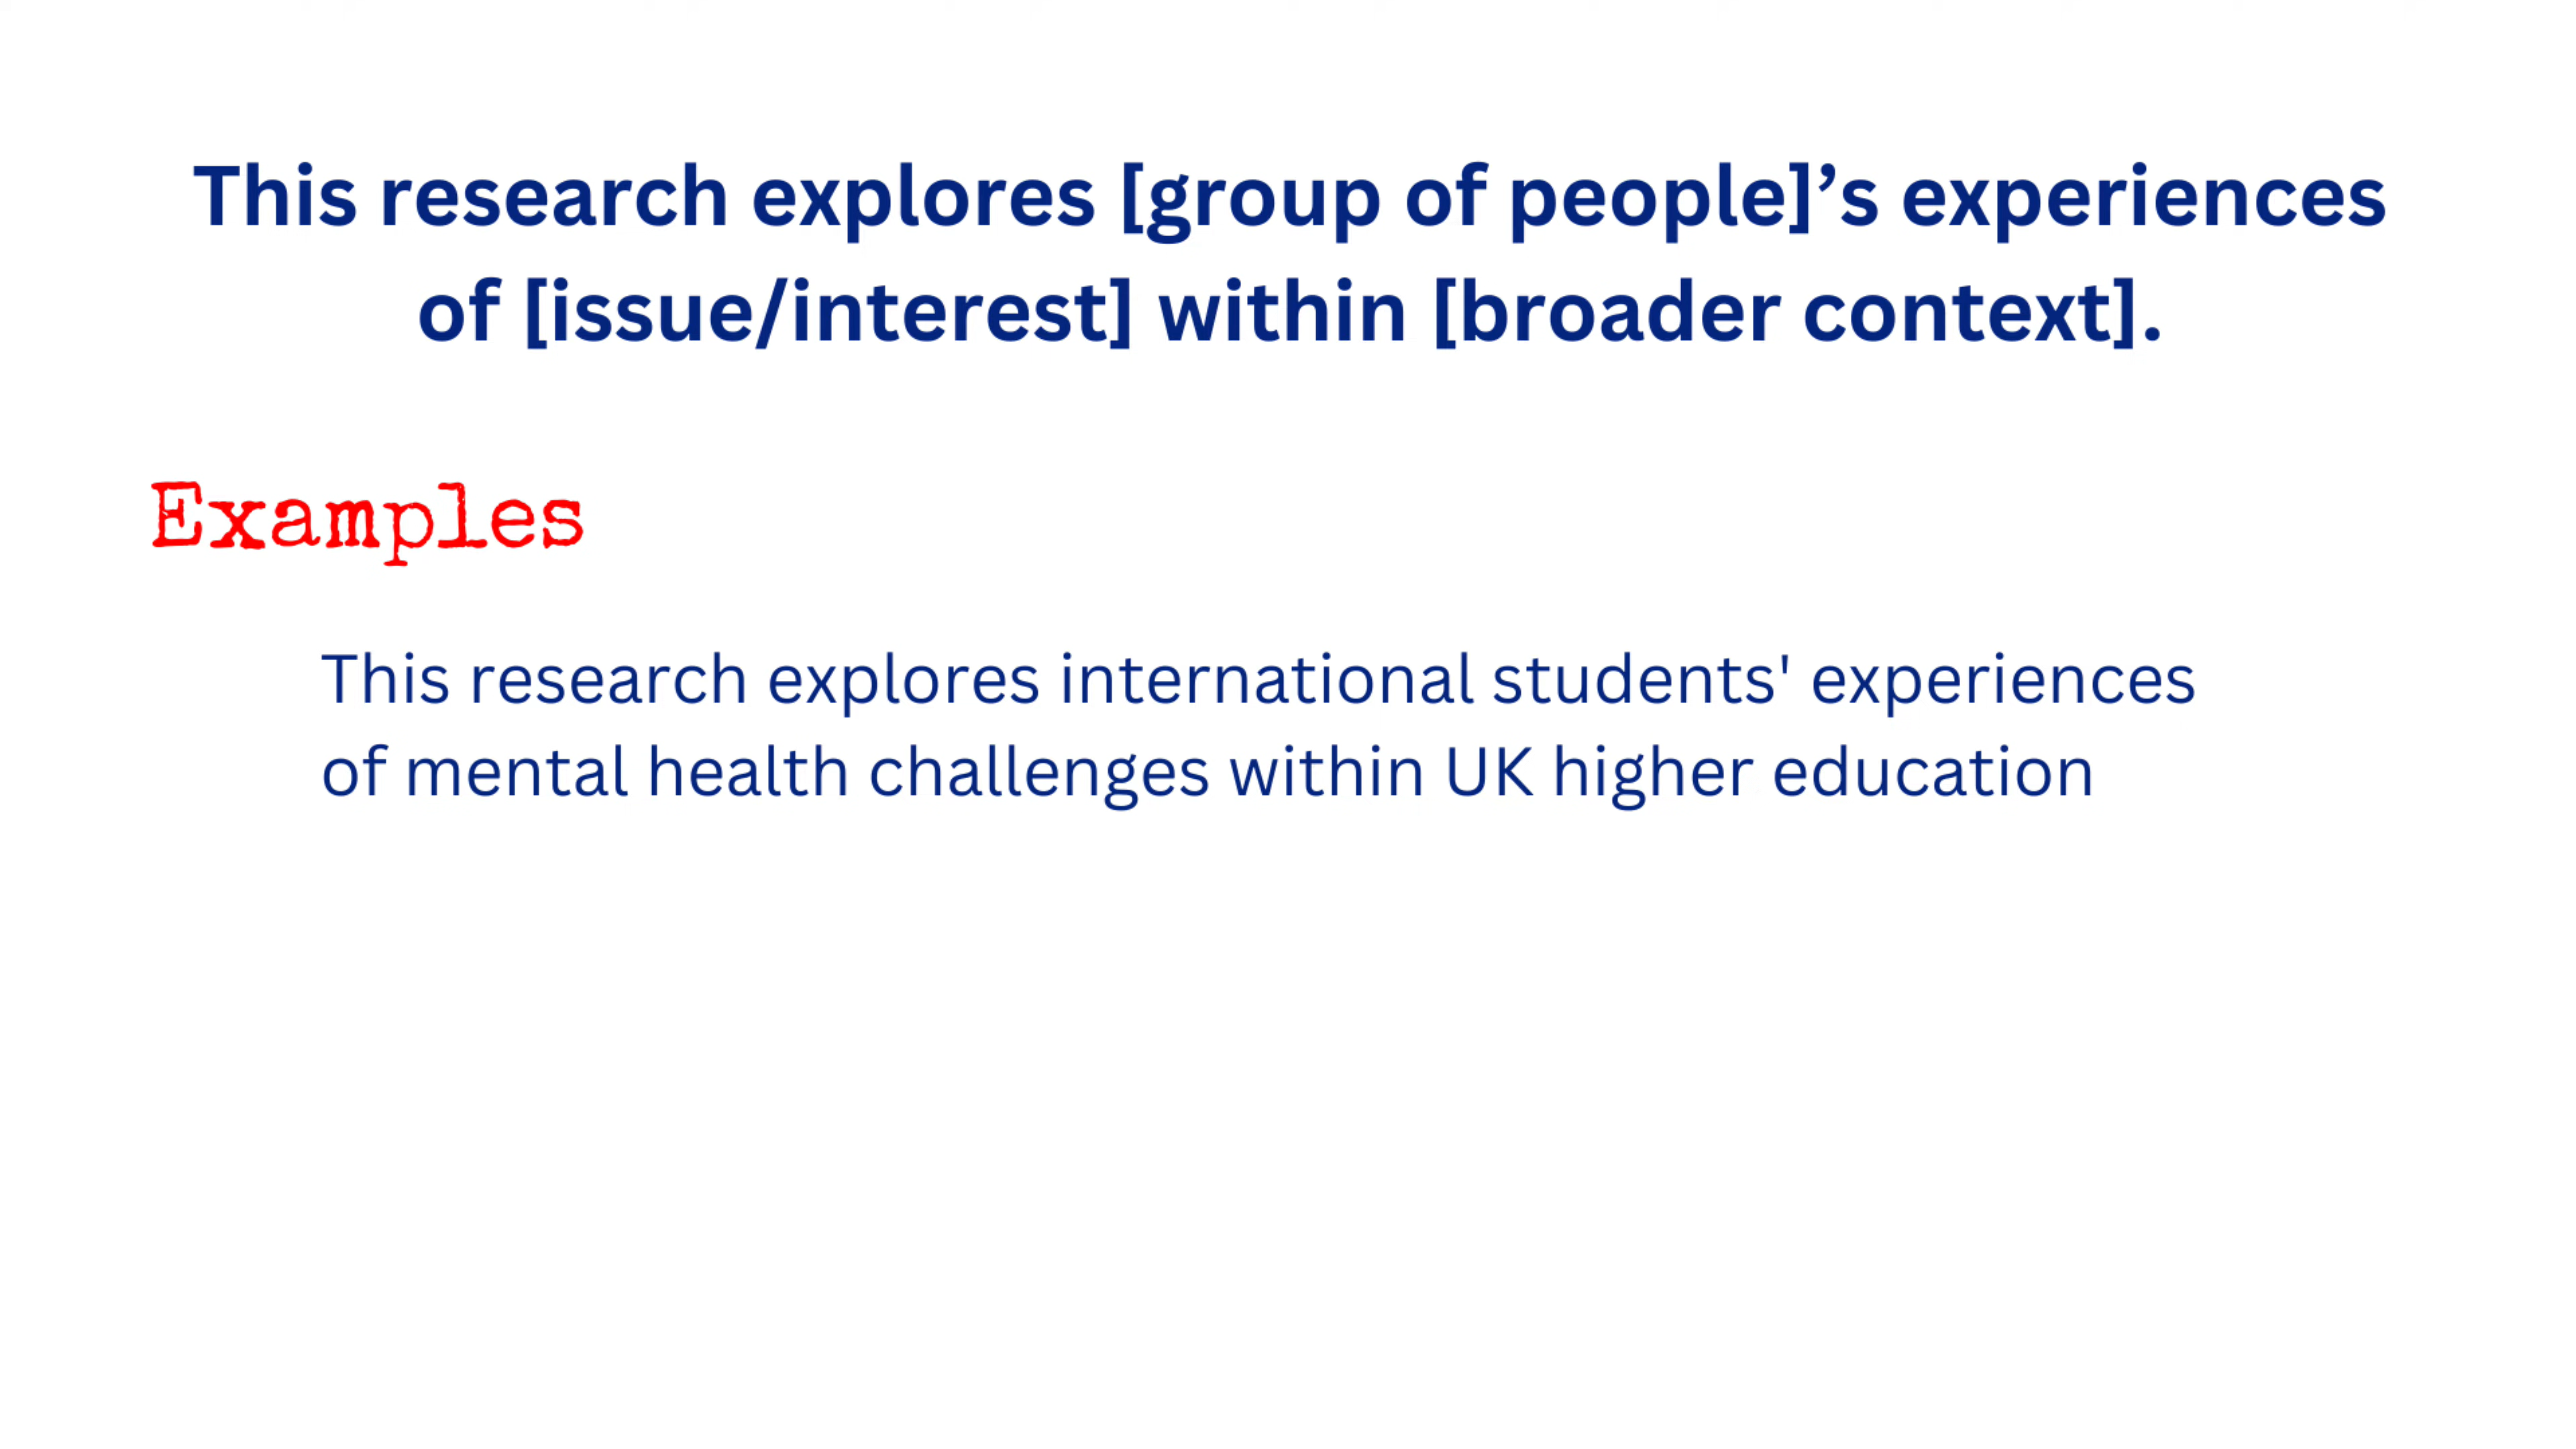 This research explores [group of people]’s experiences
of [issue/interest] within [broader context].
Examples
This research explores international students' experiences
of mental health challenges within UK higher education